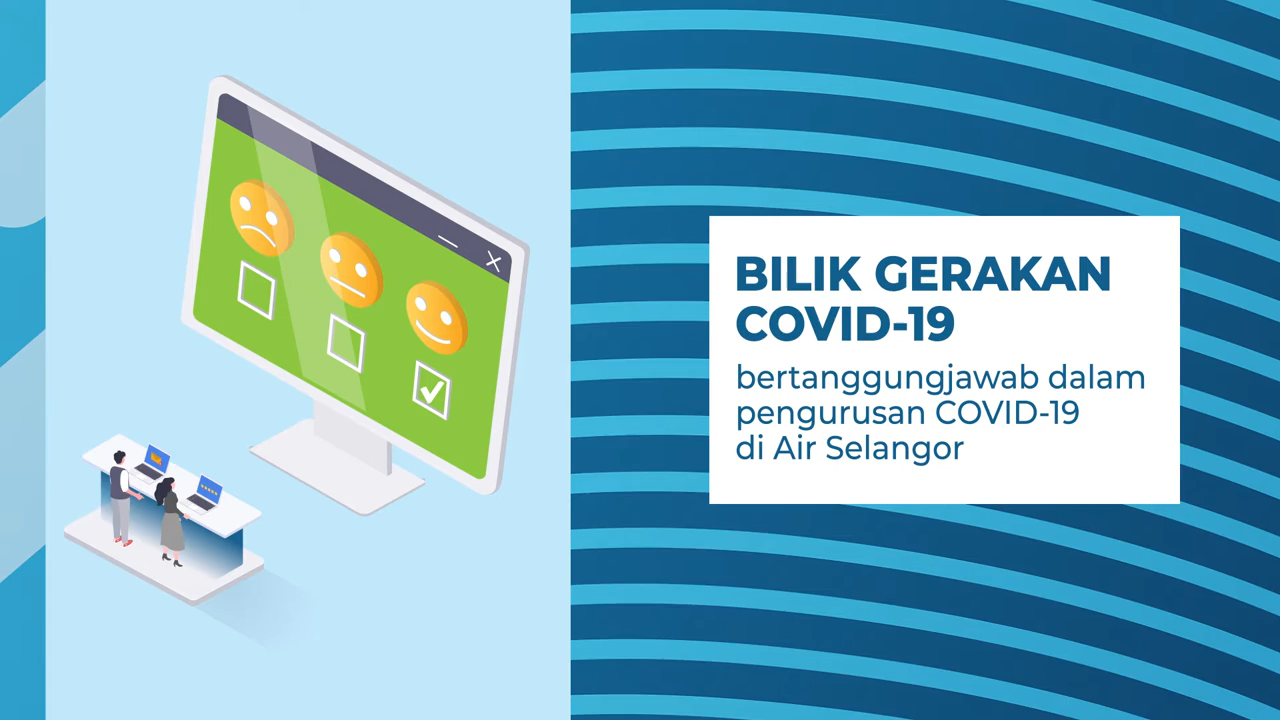 BILIK GERAKAN
COVID-19
bertanggungjawab dalam
pengurusan COVID-19
di Air Selangor